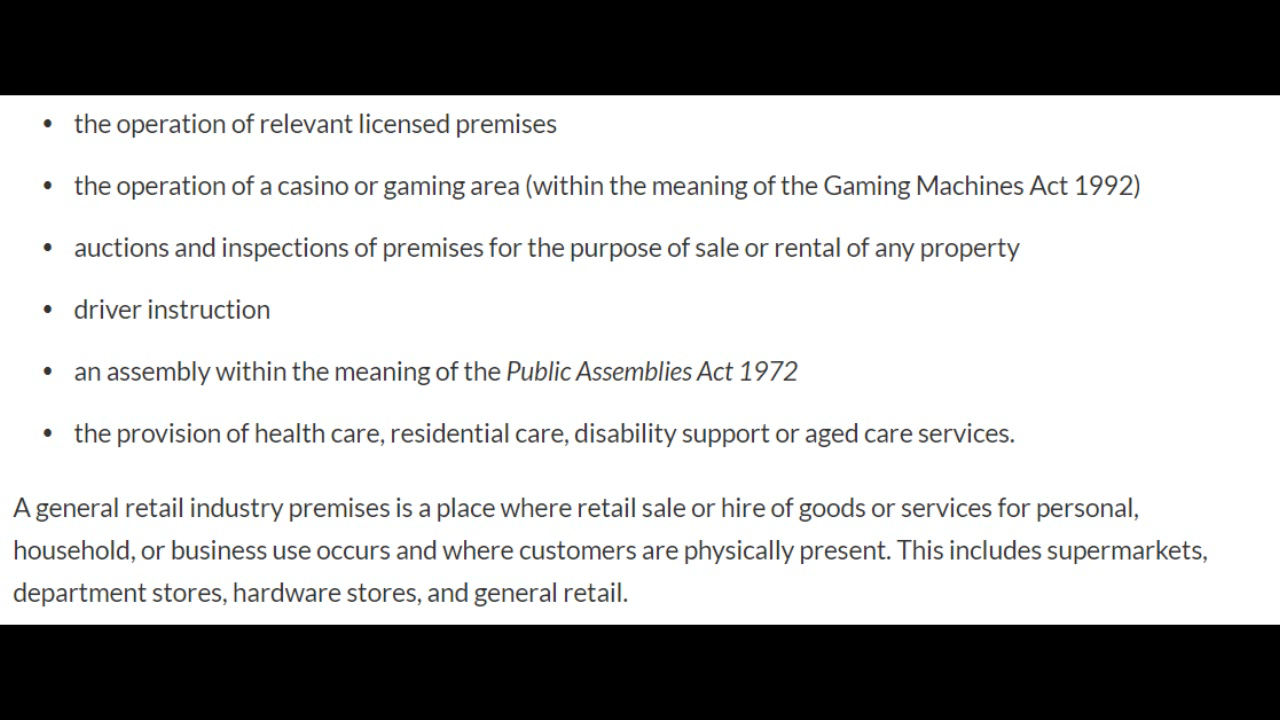 • the operation of relevant licensed premises
• the operation of a casino or gaming area (within the meaning of the Gaming Machines Act 1992)
• auctions and inspections of premises for the purpose of sale or rental of any property
• driver instruction
• an assembly within the meaning of the Public Assemblies Act 1972
• the provision of health care, residential care, disability support or aged care services.
A general retail industry premises is a place where retail sale or hire of goods or services for personal,
household, or business use occurs and where customers are physically present. This includes supermarkets,
department stores, hardware stores, and general retail.